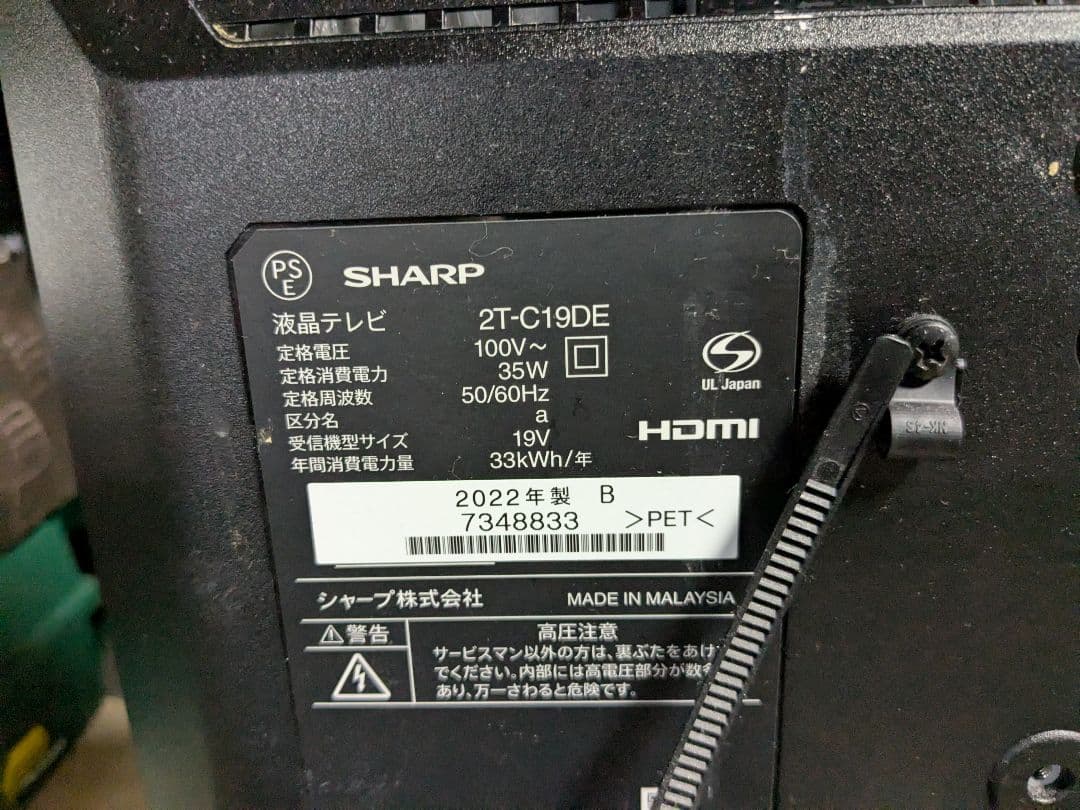 PS
E
SHARP
液晶テレビ 2T-C19DE
定格電圧 100V～
定格消費電力 35W
定格周波数 50/60Hz
区分名 a
受信機型サイズ 19V
年間消費電力量 33kWh/年
UL Japan
HDMI
2022年製 B
7348833 >PET<
シャープ株式会社 MADE IN MALAYSIA
⚠警告 高圧注意
サービスマン以外の方は、裏ぶたをあけ
でください。内部には高電圧部分が数
あり、万一さわると危険です。
NK-4S